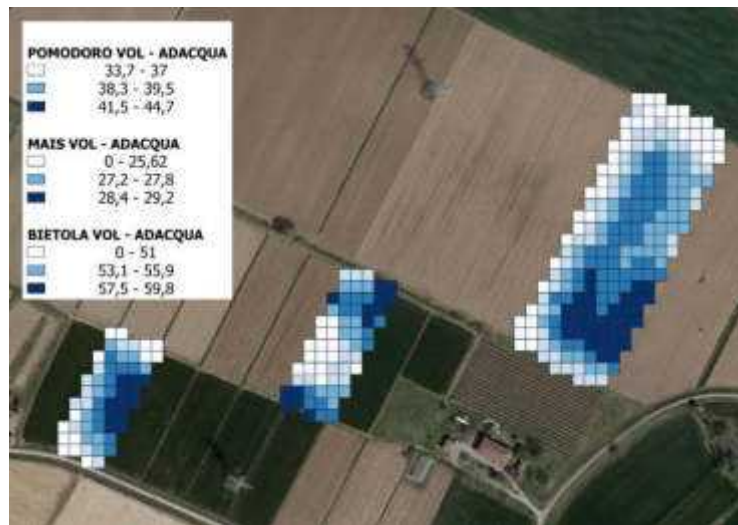 POMODORO VOL - ADACQUA
33,7 - 37
38,3 - 39,5
41,5 - 44,7
MAIS VOL - ADACQUA
0 - 25,62
27,2 - 27,8
28,4 - 29,2
BIETOLA VOL - ADACQUA
0 - 51
53,1 - 55,9
57,5 - 59,8